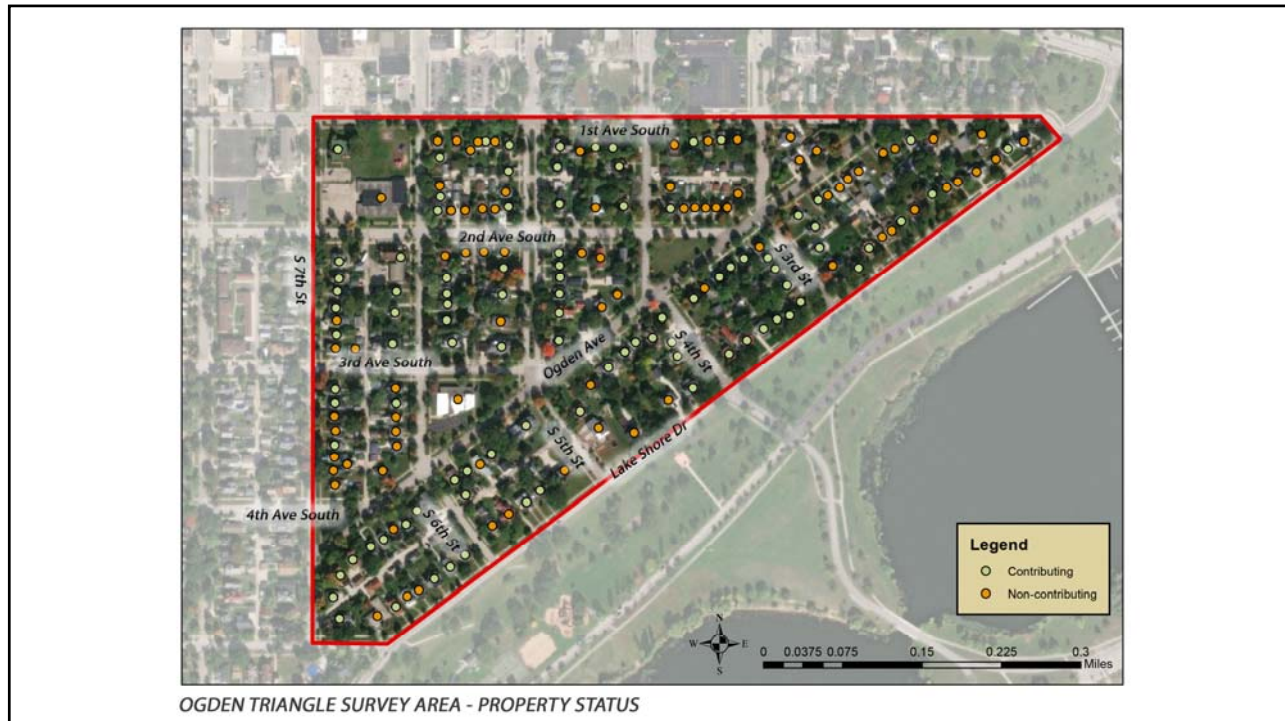 1st Ave South
2nd Ave South
S 7th St
S 3rd St
3rd Ave South
Ogden Ave
S 4th St
S 5th St
Lake Shore Dr
4th Ave South
S 6th St
Legend
Contributing
Non-contributing
N
W E
S
0 0.0375 0.075 0.15 0.225 0.3
Miles
OGDEN TRIANGLE SURVEY AREA - PROPERTY STATUS